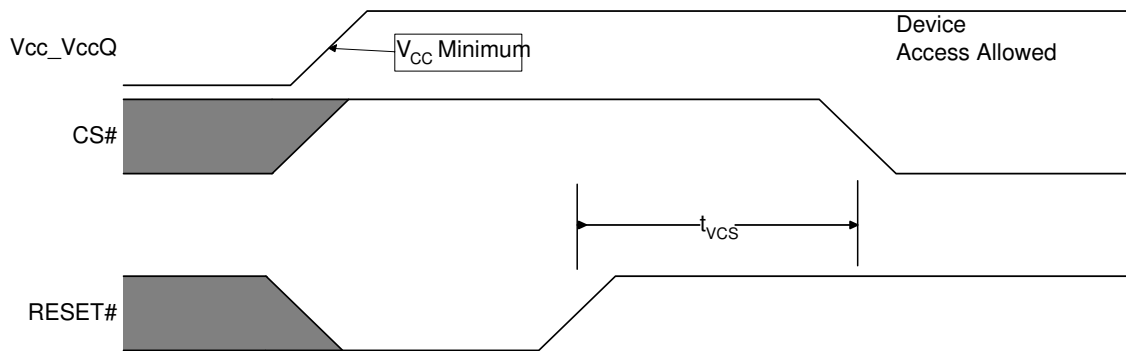 Vcc_VccQ
VCC Minimum
Device
Access Allowed
CS#
tVCS
RESET#